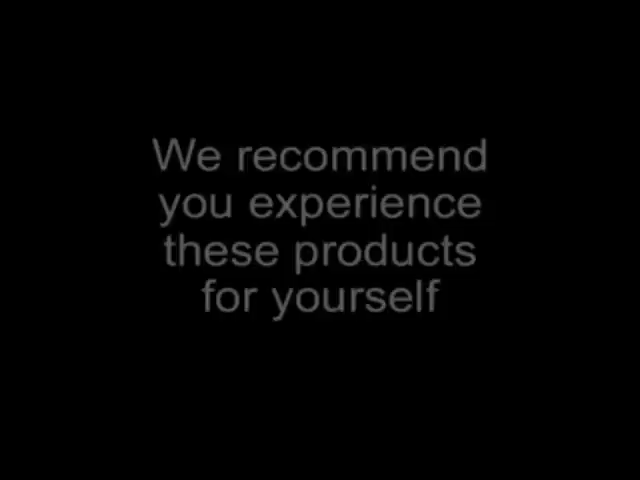 We recommend
you experience
these products
for yourself